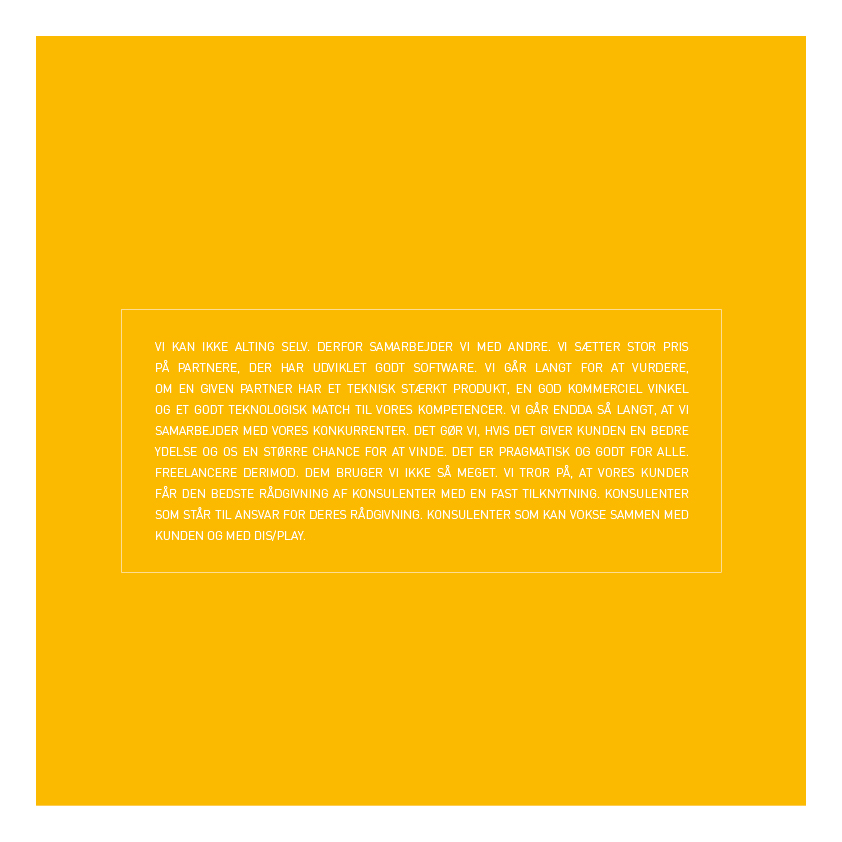 VI KAN IKKE ALTING SELV. DERFOR SAMARBEJDER VI MED ANDRE. VI SÆTTER STOR PRIS
PÅ PARTNERE, DER HAR UDVIKLET GODT SOFTWARE. VI GÅR LANGT FOR AT VURDERE,
OM EN GIVEN PARTNER HAR ET TEKNISK STÆRKT PRODUKT, EN GOD KOMMERCIEL VINKEL
OG ET GODT TEKNOLOGISK MATCH TIL VORES KOMPETENCER. VI GÅR ENDDA SÅ LANGT, AT VI
SAMARBEJDER MED VORES KONKURRENTER. DET GØR VI, HVIS DET GIVER KUNDEN EN BEDRE
YDELSE OG OS EN STØRRE CHANCE FOR AT VINDE. DET ER PRAGMATISK OG GODT FOR ALLE.
FREELANCERE DERIMOD. DEM BRUGER VI IKKE SÅ MEGET. VI TROR PÅ, AT VORES KUNDER
FÅR DEN BEDSTE RÅDGIVNING AF KONSULENTER MED EN FAST TILKNYTNING. KONSULENTER
SOM STÅR TIL ANSVAR FOR DERES RÅDGIVNING. KONSULENTER SOM KAN VOKSE SAMMEN MED
KUNDEN OG MED DIS/PLAY.